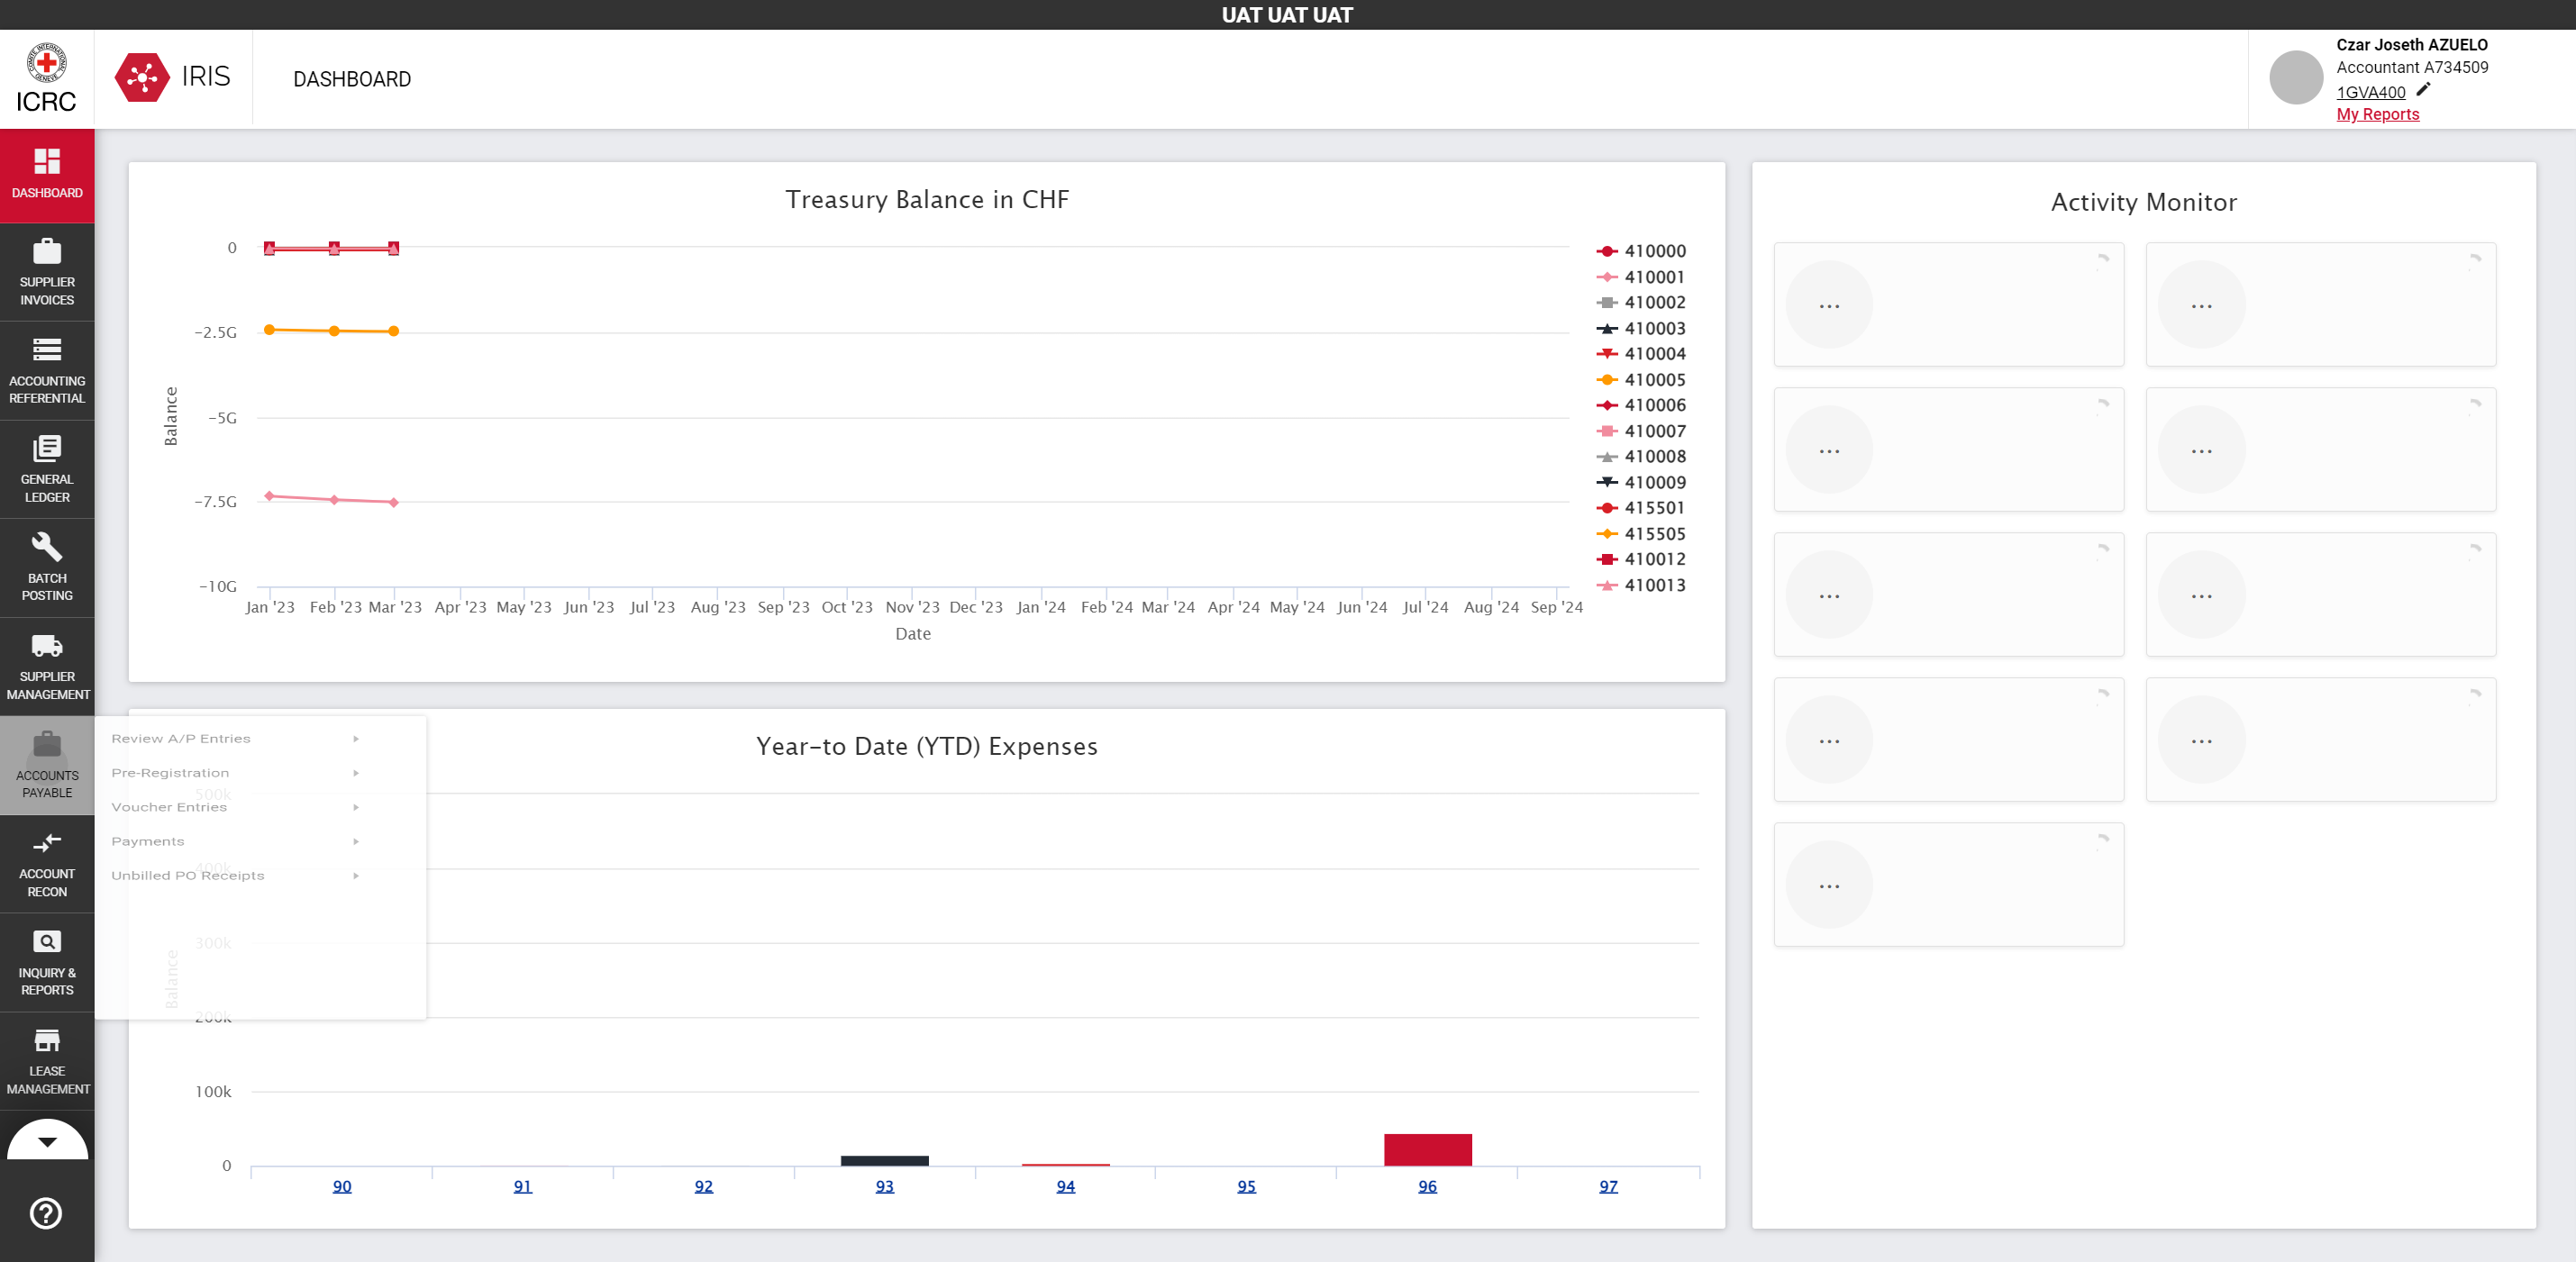 UAT UAT UAT
ICRC
IRIS
DASHBOARD
Czar Joseth AZUELO
Accountant A734509
1GVA400
My Reports
DASHBOARD
SUPPLIER
INVOICES
ACCOUNTING
REFERENTIAL
GENERAL
LEDGER
BATCH
POSTING
SUPPLIER
MANAGEMENT
ACCOUNTS
PAYABLE
ACCOUNT
RECON
INQUIRY &
REPORTS
LEASE
MANAGEMENT
Treasury Balance in CHF
0
-2.5G
-5G
-7.5G
-10G
Balance
Jan '23 Feb '23 Mar '23 Apr '23 May '23 Jun '23 Jul '23 Aug '23 Sep '23 Oct '23 Nov '23 Dec '23 Jan '24 Feb '24 Mar '24 Apr '24 May '24 Jun '24 Jul '24 Aug '24 Sep '24
Date
410000
410001
410002
410003
410004
410005
410006
410007
410008
410009
415501
415505
410012
410013
Review A/P Entries
Pre-Registration
Voucher Entries
Payments
Unbilled PO Receipts
Year-to Date (YTD) Expenses
500k
400k
300k
200k
100k
0
Balance
90 91 92 93 94 95 96 97
Activity Monitor
... ...
... ...
... ...
... ...
...